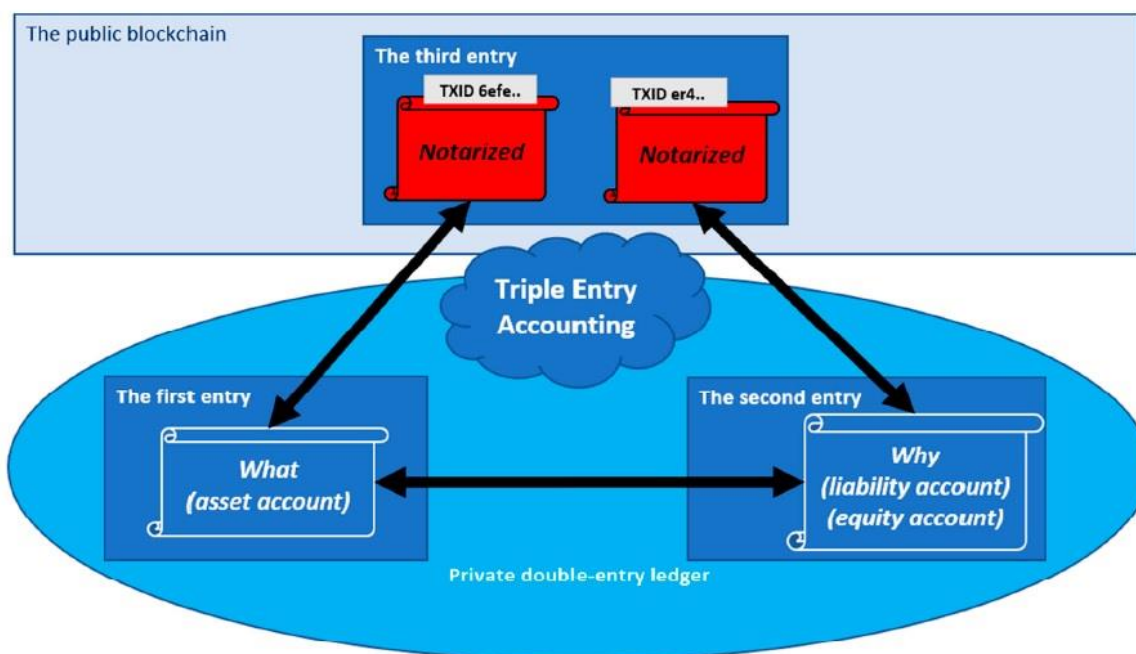 The public blockchain
The third entry
TXID 6efe..
TXID er4..
Notarized
Notarized
Triple Entry
Accounting
The first entry
What
(asset account)
The second entry
Why
(liability account)
(equity account)
Private double-entry ledger